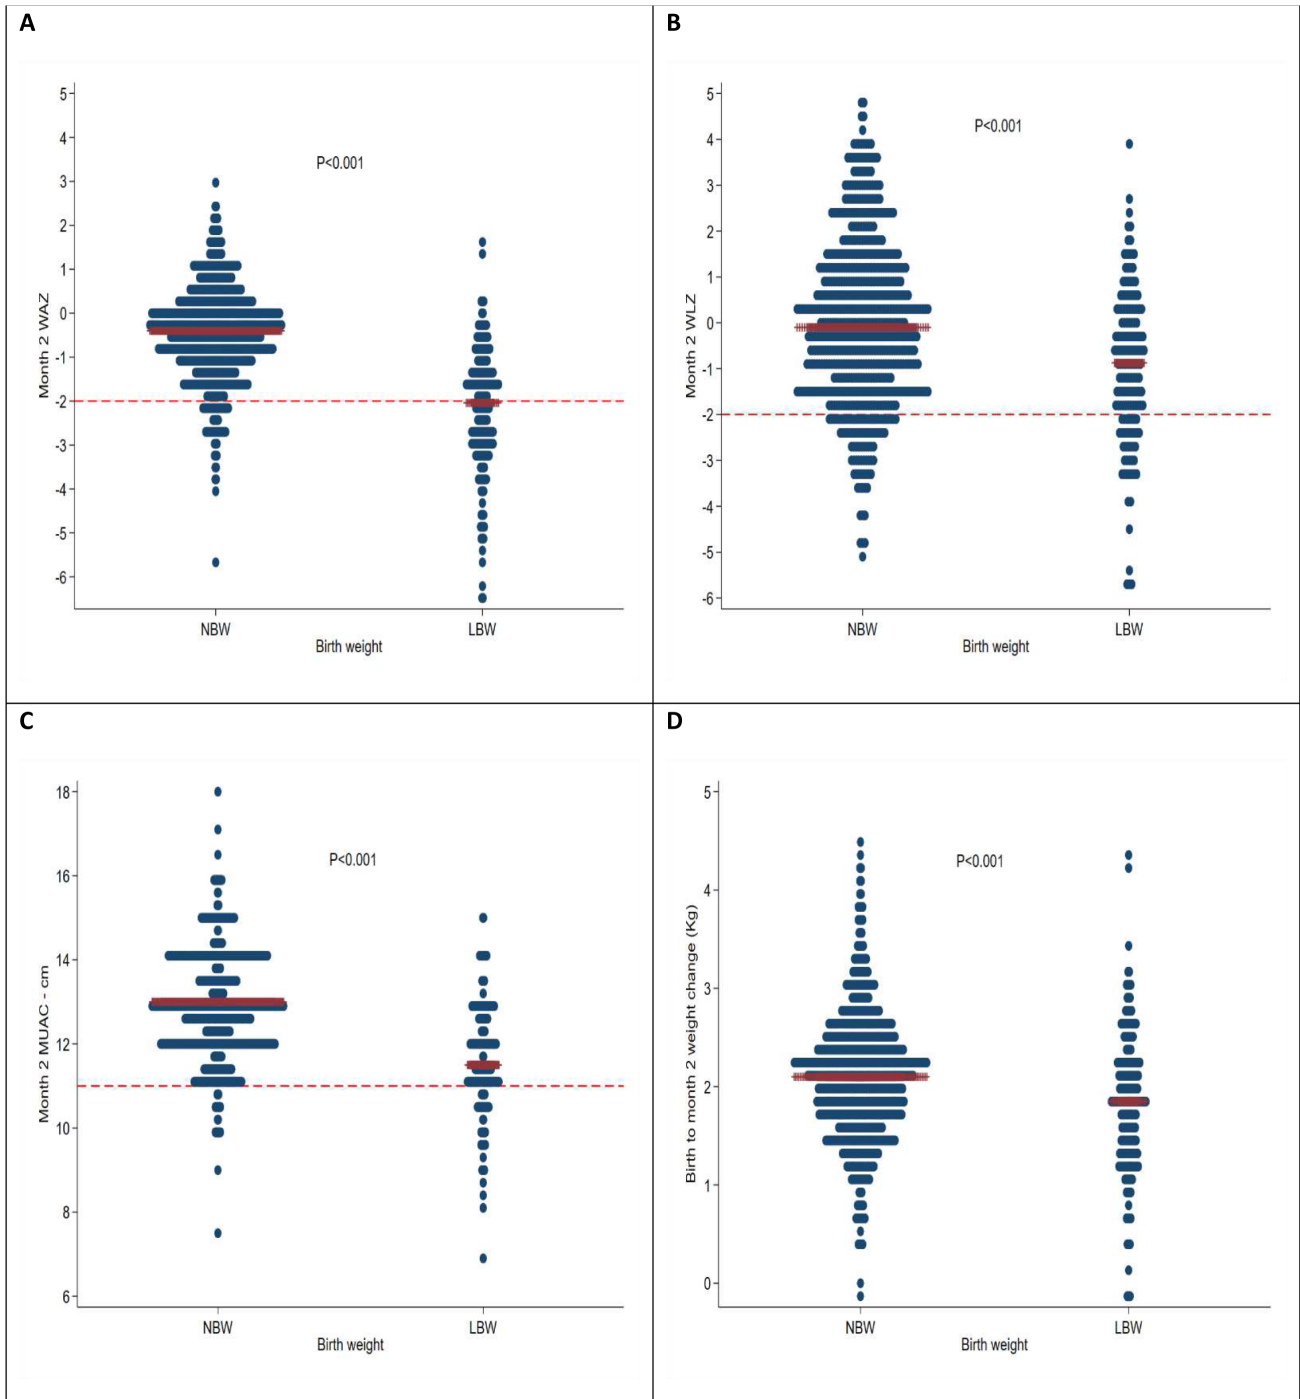 A
5
4
3
2
1
0
-1
-2
-3
-4
-5
-6
Month 2 WAZ
P<0.001
NBW LBW
Birth weight
B
5
4
3
2
1
0
-1
-2
-3
-4
-5
-6
Month 2 WLZ
P<0.001
NBW LBW
Birth weight
C
18
16
14
12
10
8
6
Month 2 MUAC - cm
P<0.001
NBW LBW
Birth weight
D
5
4
3
2
1
0
Birth to month 2 weight change (Kg)
P<0.001
NBW LBW
Birth weight